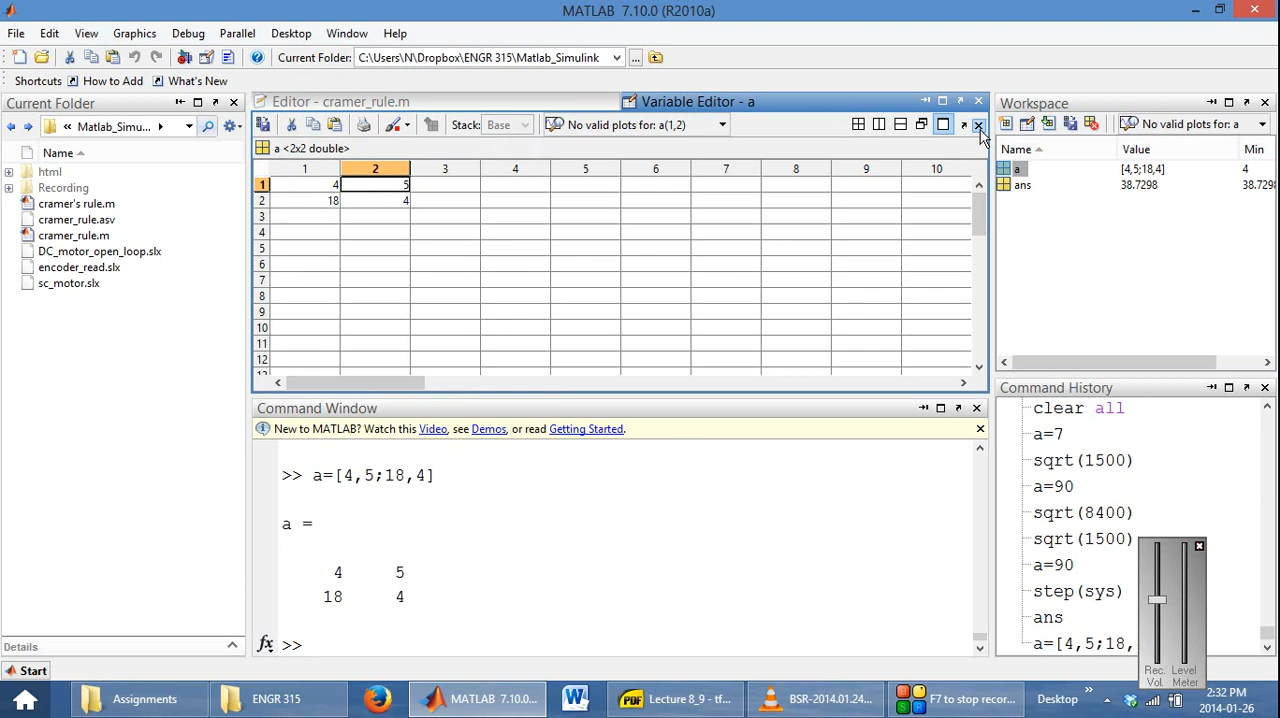 MATLAB 7.10.0 (R2010a)
File Edit View Graphics Debug Parallel Desktop Window Help
Current Folder: C:\Users\N\Dropbox\ENGR 315\Matlab_Simulink
Shortcuts How to Add What's New
Current Folder
« Matlab_Simu... ▸
Name
html
Recording
cramer's rule.m
cramer_rule.asv
cramer_rule.m
DC_motor_open_loop.slx
encoder_read.slx
sc_motor.slx
Details
Editor - cramer_rule.m
Variable Editor - a
Stack: Base No valid plots for: a(1,2)
a <2x2 double>
1 2 3 4 5 6 7 8 9 10
1 4 5
2 18 4
3
4
5
6
7
8
9
10
11
12
Command Window
New to MATLAB? Watch this Video, see Demos, or read Getting Started.
>> a=[4,5;18,4]
a =
4 5
18 4
fx >>
Workspace
No valid plots for: a
Name Value Min
a [4,5;18,4] 4
ans 38.7298 38.7298
Command History
clear all
a=7
sqrt(1500)
a=90
sqrt(8400)
sqrt(1500)
a=90
step(sys)
ans
a=[4,5;18,
Rec. Level
Vol. Meter
Start
Assignments ENGR 315 MATLAB 7.10.0... Lecture 8_9 - tf... BSR-2014.01.24... F7 to stop recor... Desktop » 2:32 PM
2014-01-26